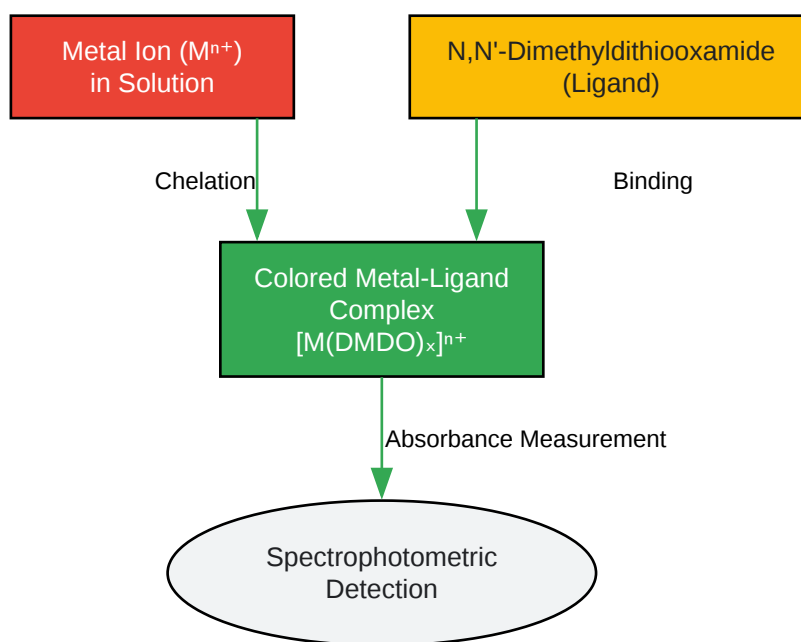 Metal Ion (Mⁿ⁺)
in Solution
N,N'-Dimethyldithiooxamide
(Ligand)
Chelation
Binding
Colored Metal-Ligand
Complex
[M(DMDO)ₓ]ⁿ⁺
Absorbance Measurement
Spectrophotometric
Detection